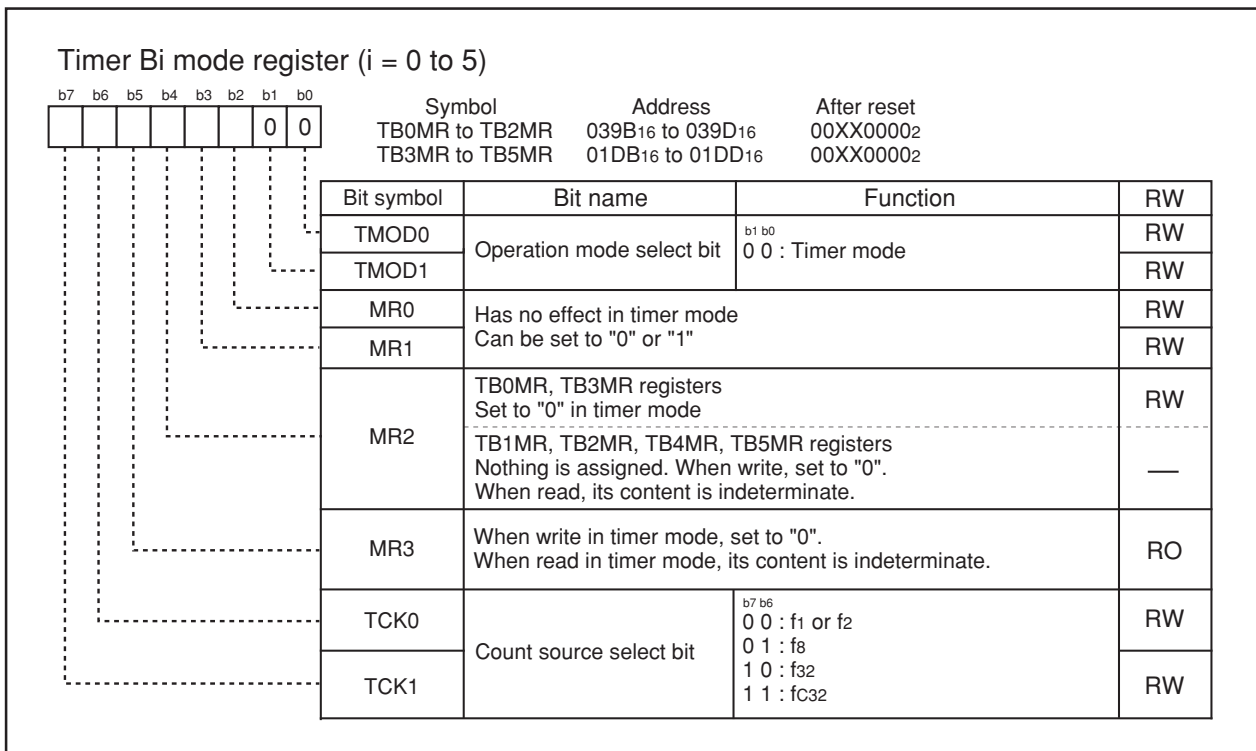 Timer Bi mode register (i = 0 to 5)
b7 b6 b5 b4 b3 b2 b1 b0
0 0
Symbol Address After reset
TB0MR to TB2MR 039B16 to 039D16 00XX00002
TB3MR to TB5MR 01DB16 to 01DD16 00XX00002
Bit symbol Bit name Function RW
TMOD0 RW
Operation mode select bit
b1 b0
0 0 : Timer mode
TMOD1 RW
MR0 RW
Has no effect in timer mode
Can be set to "0" or "1"
MR1 RW
MR2
TB0MR, TB3MR registers
Set to "0" in timer mode
RW
TB1MR, TB2MR, TB4MR, TB5MR registers
Nothing is assigned. When write, set to "0".
When read, its content is indeterminate.
—
MR3
When write in timer mode, set to "0".
When read in timer mode, its content is indeterminate.
RO
TCK0 RW
Count source select bit
b7 b6
0 0 : f1 or f2
0 1 : f8
1 0 : f32
1 1 : fC32
TCK1 RW